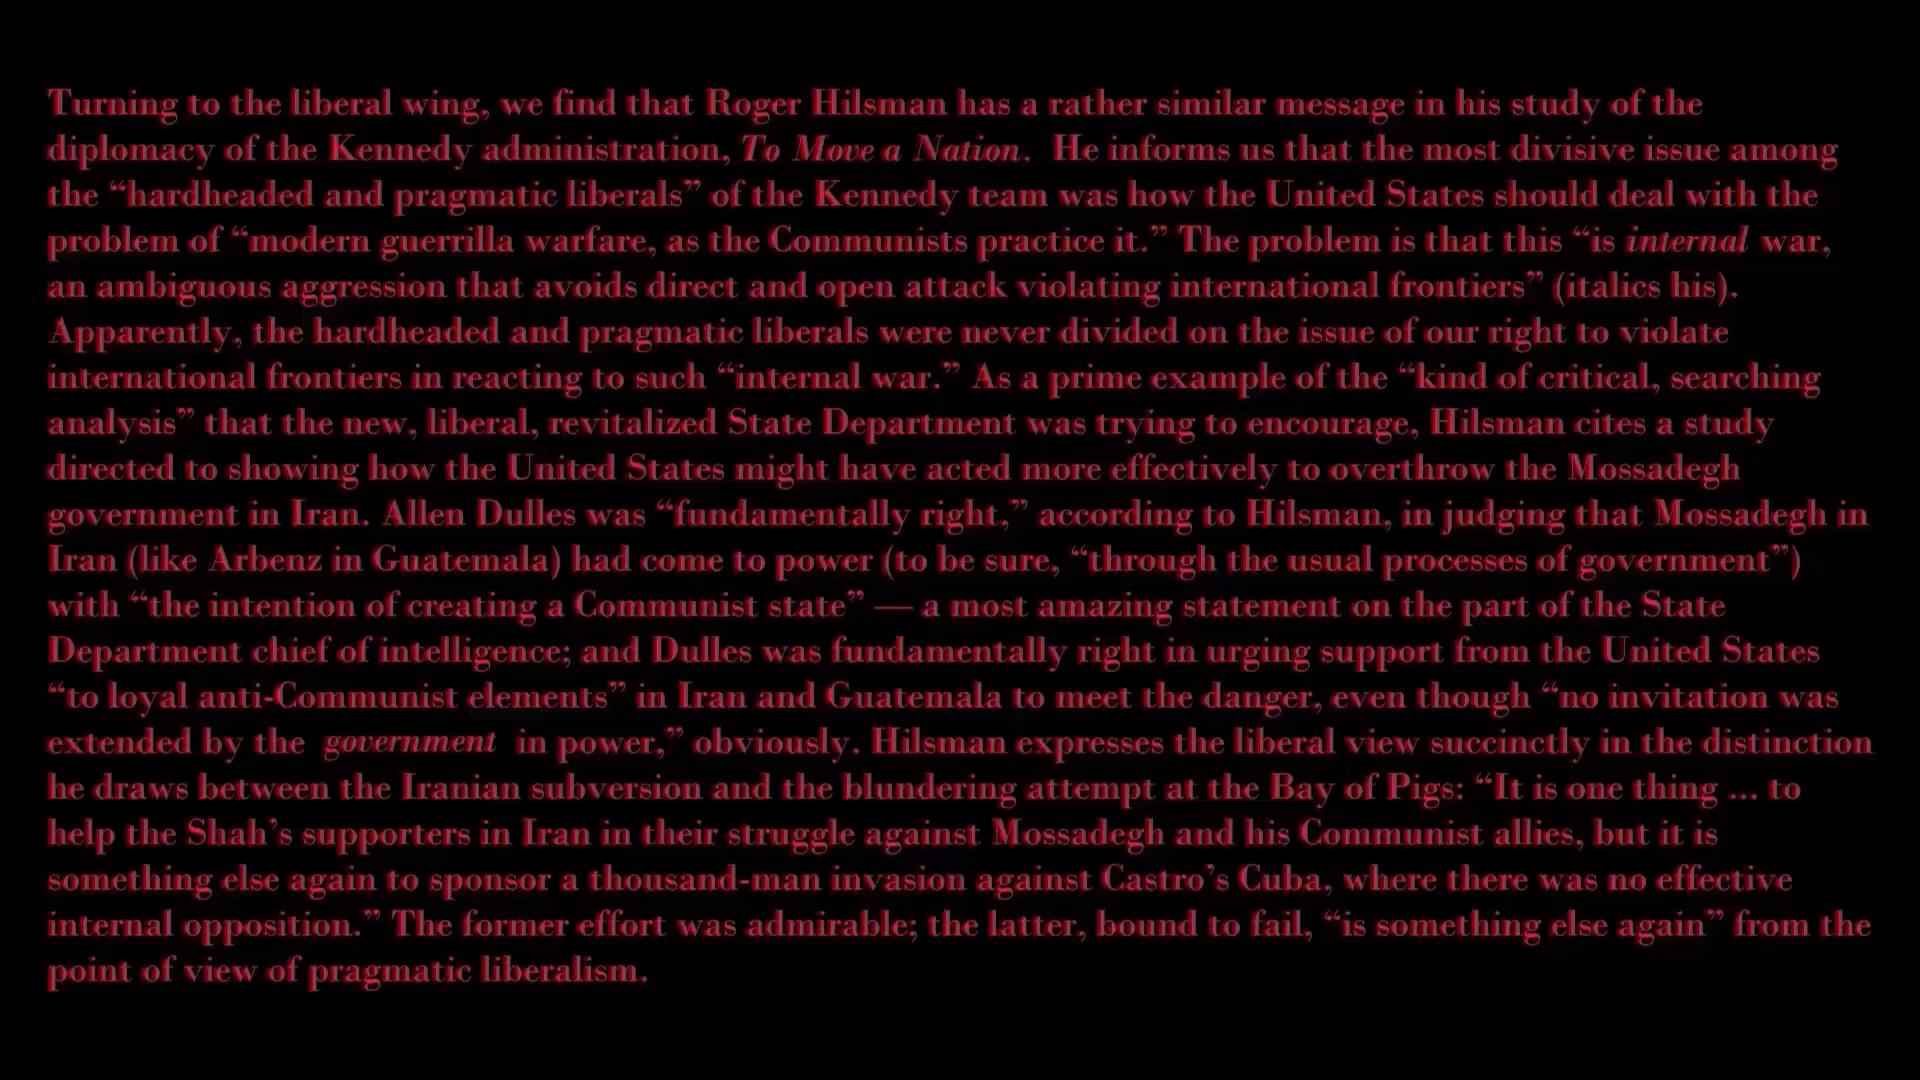 Turning to the liberal wing, we find that Roger Hilsman has a rather similar message in his study of the
diplomacy of the Kennedy administration, To Move a Nation. He informs us that the most divisive issue among
the “hardheaded and pragmatic liberals” of the Kennedy team was how the United States should deal with the
problem of “modern guerrilla warfare, as the Communists practice it.” The problem is that this “is internal war,
an ambiguous aggression that avoids direct and open attack violating international frontiers” (italics his).
Apparently, the hardheaded and pragmatic liberals were never divided on the issue of our right to violate
international frontiers in reacting to such “internal war.” As a prime example of the “kind of critical, searching
analysis” that the new, liberal, revitalized State Department was trying to encourage, Hilsman cites a study
directed to showing how the United States might have acted more effectively to overthrow the Mossadegh
government in Iran. Allen Dulles was “fundamentally right,” according to Hilsman, in judging that Mossadegh in
Iran (like Arbenz in Guatemala) had come to power (to be sure, “through the usual processes of government”)
with “the intention of creating a Communist state” — a most amazing statement on the part of the State
Department chief of intelligence; and Dulles was fundamentally right in urging support from the United States
“to loyal anti-Communist elements” in Iran and Guatemala to meet the danger, even though “no invitation was
extended by the government in power,” obviously. Hilsman expresses the liberal view succinctly in the distinction
he draws between the Iranian subversion and the blundering attempt at the Bay of Pigs: “It is one thing ... to
help the Shah’s supporters in Iran in their struggle against Mossadegh and his Communist allies, but it is
something else again to sponsor a thousand-man invasion against Castro’s Cuba, where there was no effective
internal opposition.” The former effort was admirable; the latter, bound to fail, “is something else again” from the
point of view of pragmatic liberalism.